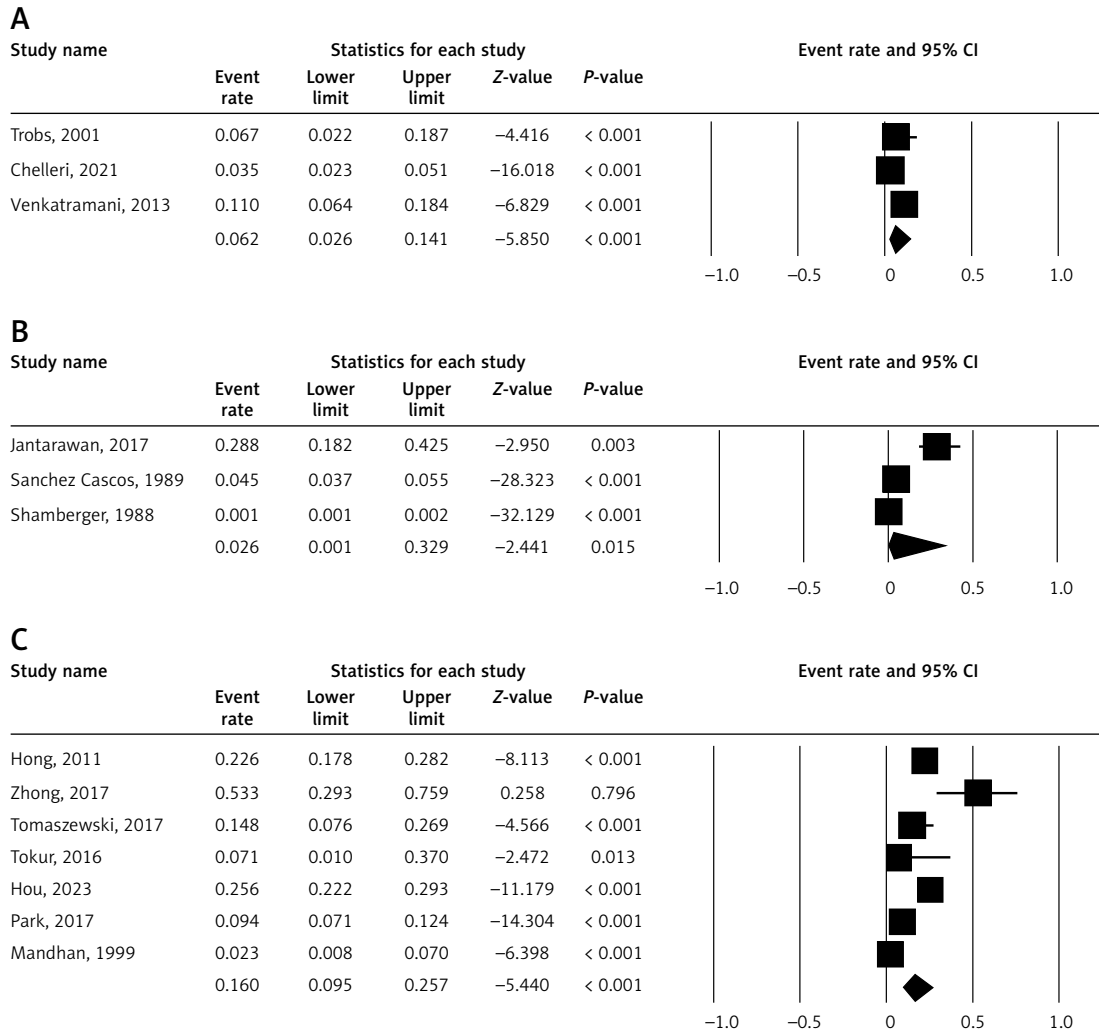 A
Study name Statistics for each study Event rate and 95% CI
Event rate Lower limit Upper limit Z-value P-value
Trobs, 2001 0.067 0.022 0.187 −4.416 < 0.001
Chelleri, 2021 0.035 0.023 0.051 −16.018 < 0.001
Venkatramani, 2013 0.110 0.064 0.184 −6.829 < 0.001
0.062 0.026 0.141 −5.850 < 0.001
−1.0 −0.5 0 0.5 1.0
B
Study name Statistics for each study Event rate and 95% CI
Event rate Lower limit Upper limit Z-value P-value
Jantarawan, 2017 0.288 0.182 0.425 −2.950 0.003
Sanchez Cascos, 1989 0.045 0.037 0.055 −28.323 < 0.001
Shamberger, 1988 0.001 0.001 0.002 −32.129 < 0.001
0.026 0.001 0.329 −2.441 0.015
−1.0 −0.5 0 0.5 1.0
C
Study name Statistics for each study Event rate and 95% CI
Event rate Lower limit Upper limit Z-value P-value
Hong, 2011 0.226 0.178 0.282 −8.113 < 0.001
Zhong, 2017 0.533 0.293 0.759 0.258 0.796
Tomaszewski, 2017 0.148 0.076 0.269 −4.566 < 0.001
Tokur, 2016 0.071 0.010 0.370 −2.472 0.013
Hou, 2023 0.256 0.222 0.293 −11.179 < 0.001
Park, 2017 0.094 0.071 0.124 −14.304 < 0.001
Mandhan, 1999 0.023 0.008 0.070 −6.398 < 0.001
0.160 0.095 0.257 −5.440 < 0.001
−1.0 −0.5 0 0.5 1.0